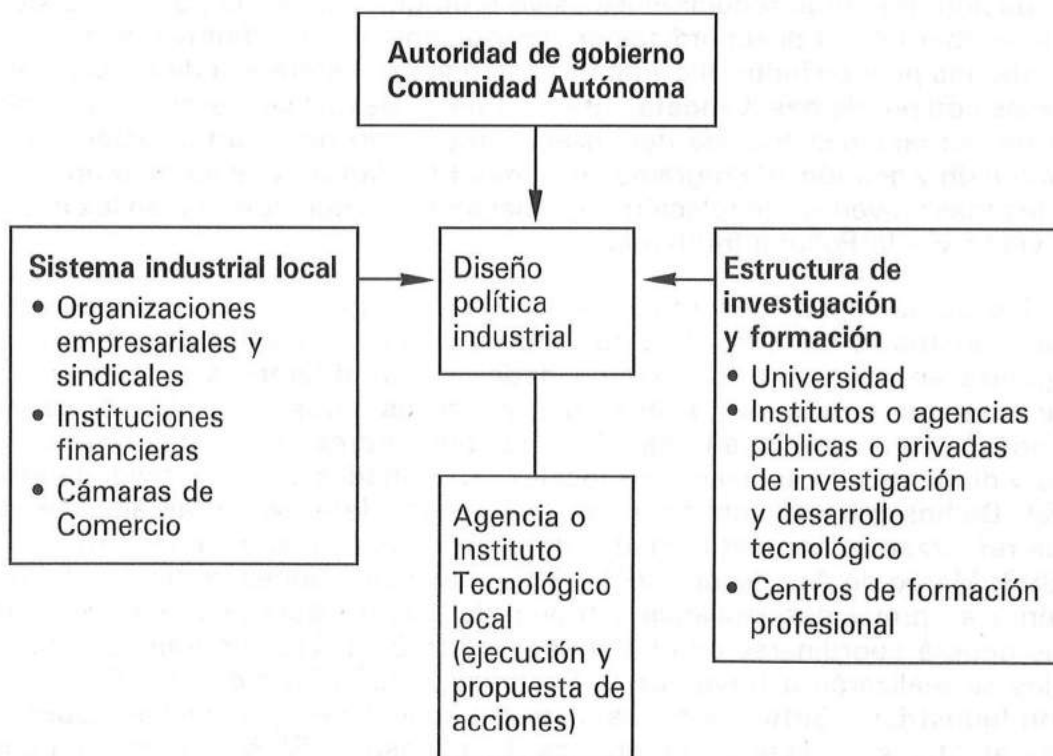 Autoridad de gobierno
Comunidad Autónoma
Sistema industrial local
• Organizaciones
empresariales y
sindicales
• Instituciones
financieras
• Cámaras de
Comercio
Diseño
política
industrial
Estructura de
investigación
y formación
• Universidad
• Institutos o agencias
públicas o privadas
de investigación
y desarrollo
tecnológico
• Centros de formación
profesional
Agencia o
Instituto
Tecnológico
local
(ejecución y
propuesta de
acciones)